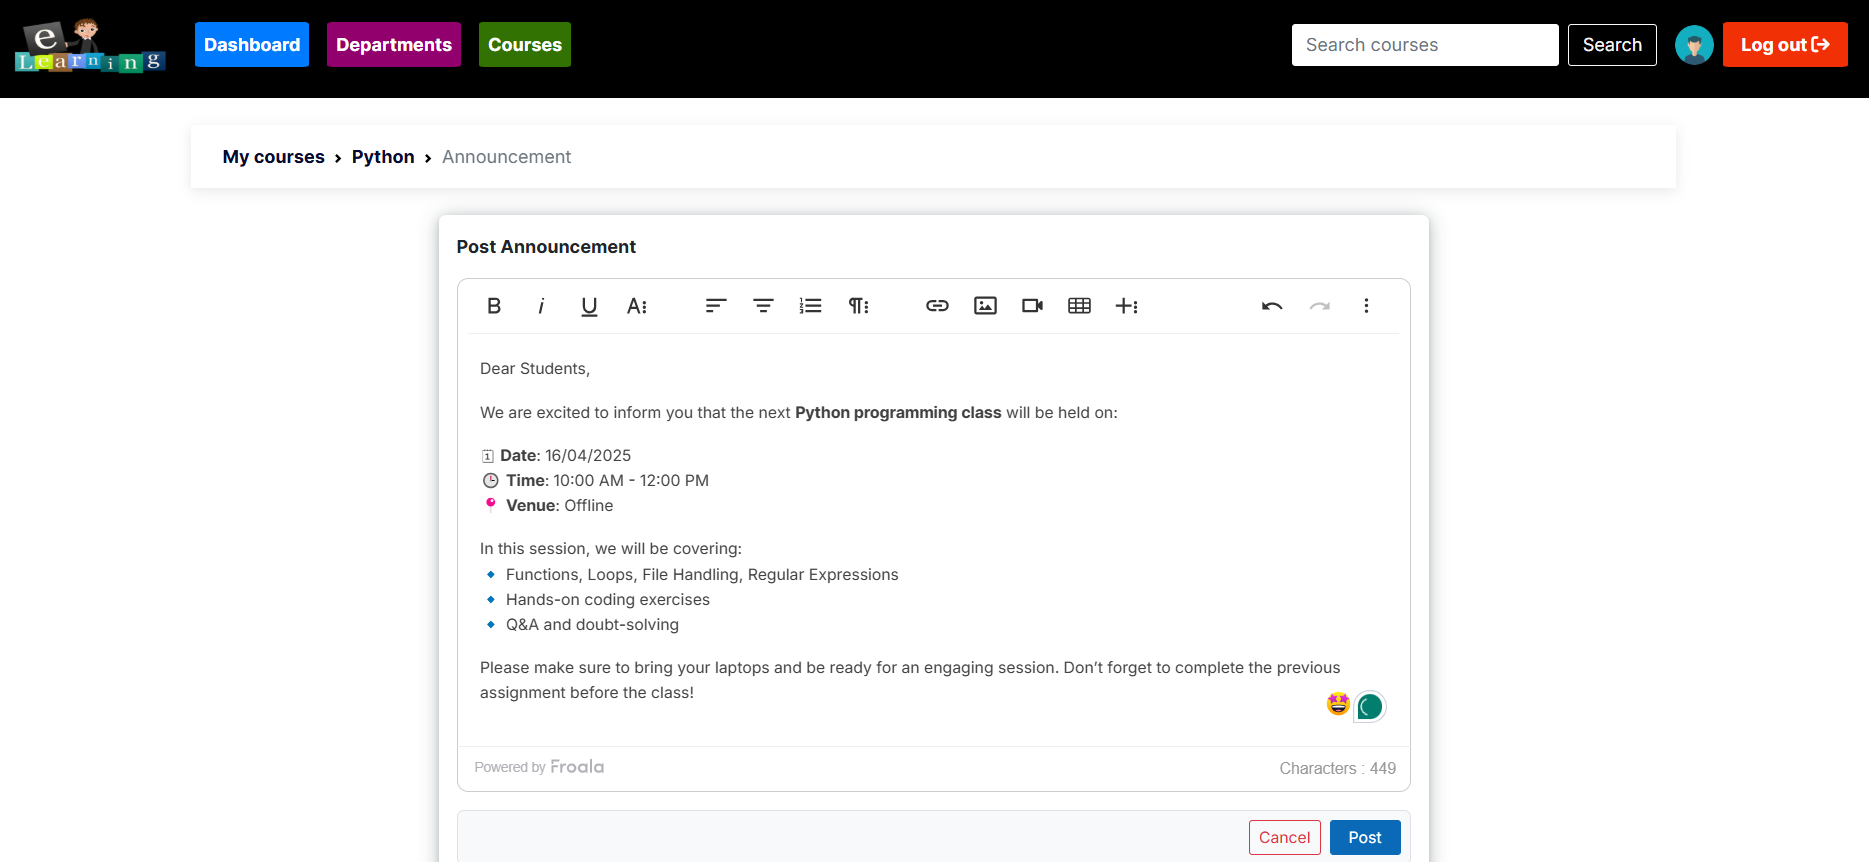 e
Learning
Dashboard
Departments
Courses
Search courses
Search
Log out
My courses › Python › Announcement
Post Announcement
Dear Students,
We are excited to inform you that the next Python programming class will be held on:
Date: 16/04/2025
Time: 10:00 AM - 12:00 PM
Venue: Offline
In this session, we will be covering:
Functions, Loops, File Handling, Regular Expressions
Hands-on coding exercises
Q&A and doubt-solving
Please make sure to bring your laptops and be ready for an engaging session. Don’t forget to complete the previous
assignment before the class!
Powered by Froala
Characters : 449
Cancel
Post